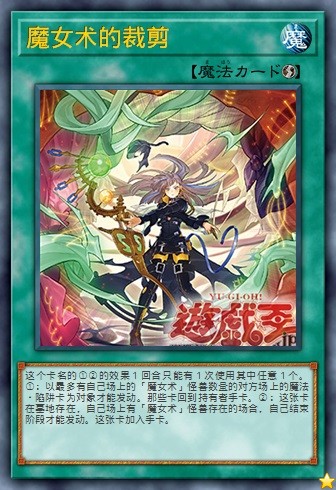 魔女术的裁剪
魔
【魔法カード】
YU-GI-OH!
遊戯王
这个卡名的①②的效果1回合只能有1次使用其中任意1个。
①：以最多有自己场上的「魔女术」怪兽数量的对方场上的魔法
・陷阱卡为对象才能发动。那些卡回到持有者手卡。②：这张卡
在墓地存在，自己场上有「魔女术」怪兽存在的场合，自己结束
阶段才能发动。这张卡加入手卡。